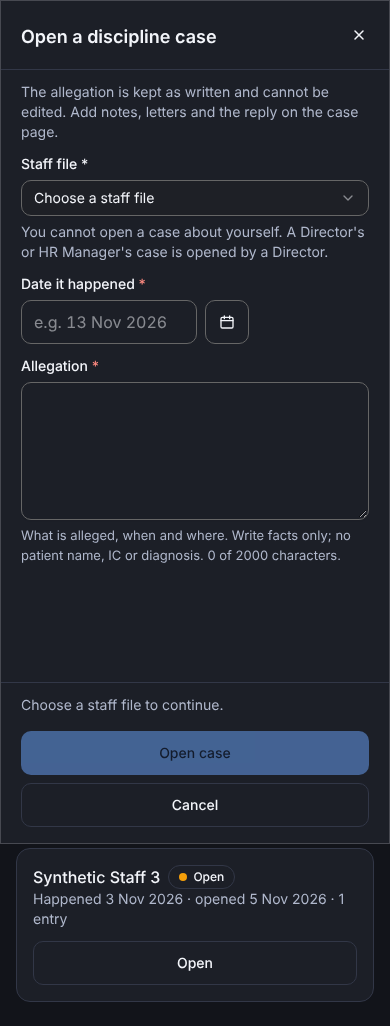 Open a discipline case
The allegation is kept as written and cannot be
edited. Add notes, letters and the reply on the case
page.
Staff file *
Choose a staff file
You cannot open a case about yourself. A Director's
or HR Manager's case is opened by a Director.
Date it happened *
e.g. 13 Nov 2026
Allegation *
What is alleged, when and where. Write facts only; no
patient name, IC or diagnosis. 0 of 2000 characters.
Choose a staff file to continue.
Open case
Cancel
Synthetic Staff 3 Open
Happened 3 Nov 2026 · opened 5 Nov 2026 · 1
entry
Open